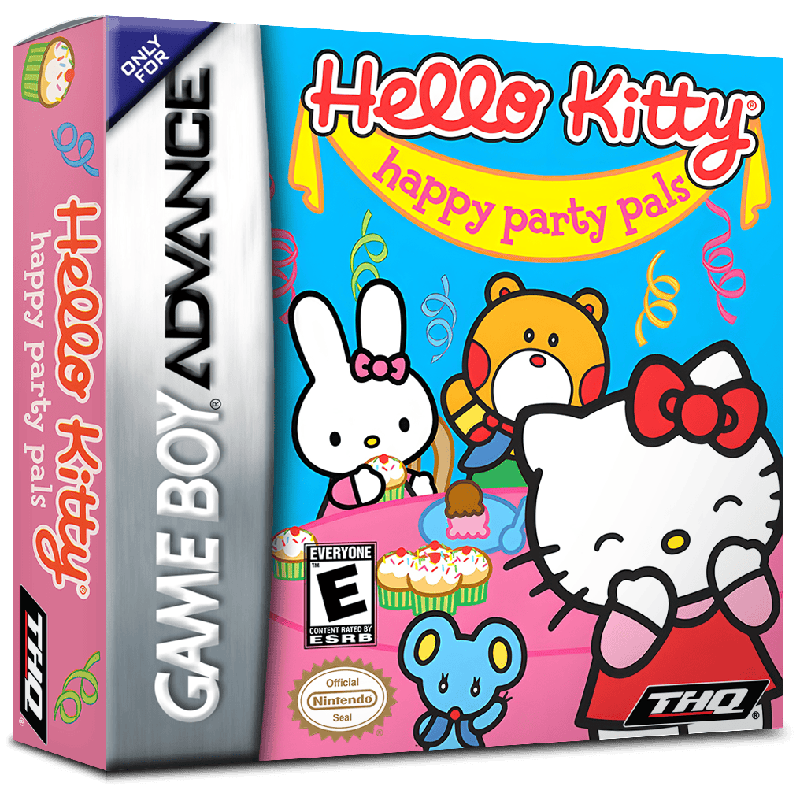 ONLY
FOR
GAME BOY® ADVANCE
Hello Kitty®
happy party pals
THQ
®
Hello Kitty®
happy party pals
EVERYONE
E
™
CONTENT RATED BY
ESRB
Official
Nintendo
Seal
®
THQ
®